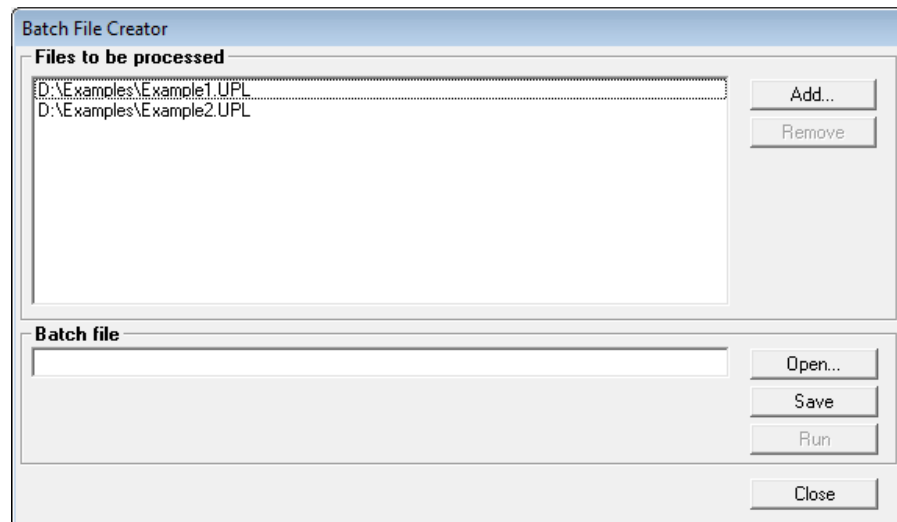 Batch File Creator
Files to be processed
D:\Examples\Example1.UPL
D:\Examples\Example2.UPL
Add...
Remove
Batch file
Open...
Save
Run
Close